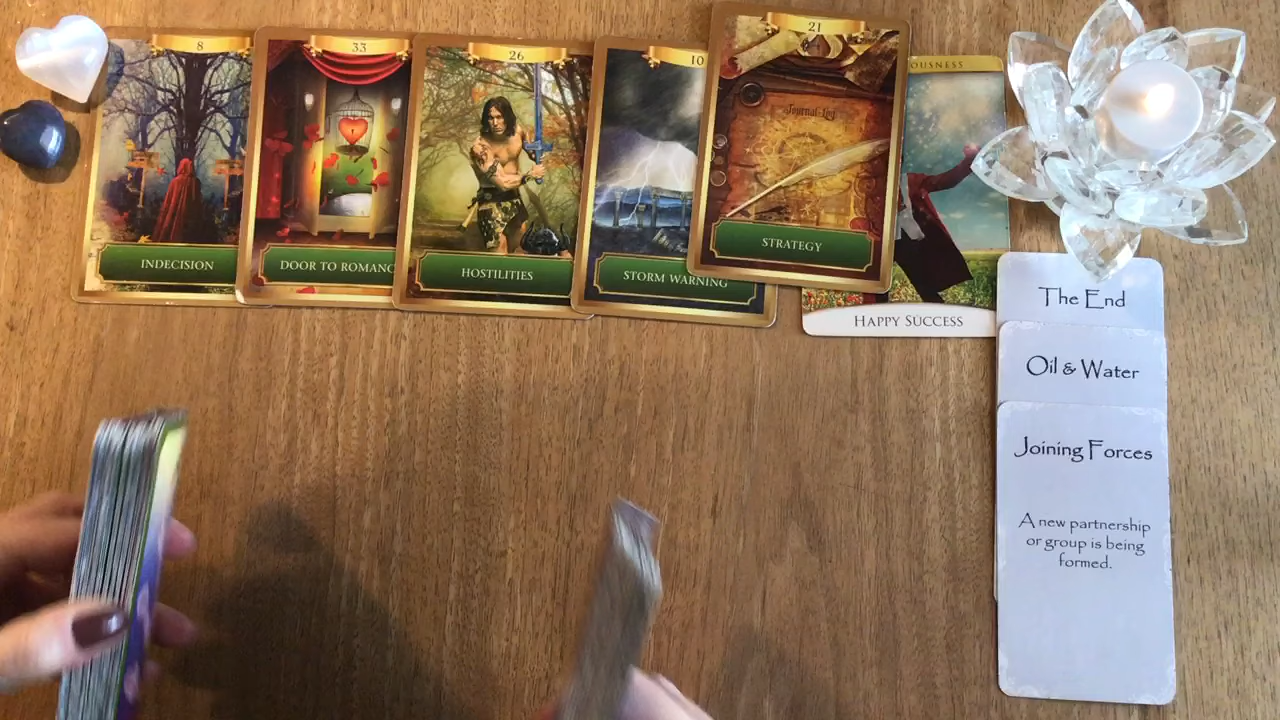 8
INDECISION
33
DOOR TO ROMANC
26
HOSTILITIES
10
STORM WARNING
21
Journal Log
STRATEGY
OUSNESS
HAPPY SUCCESS
The End
Oil & Water
Joining Forces
A new partnership
or group is being
formed.